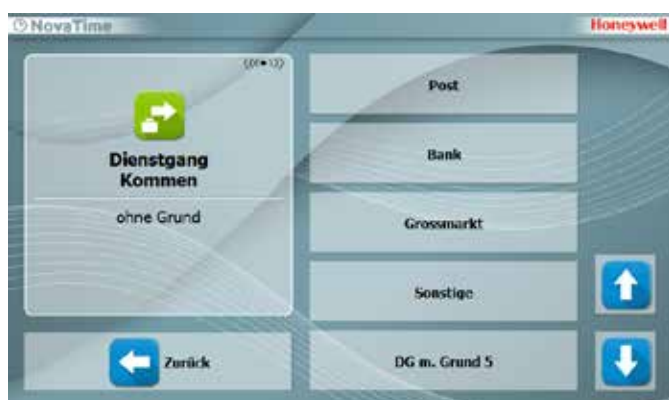 NovaTime
Honeywell
Dienstgang
Kommen
ohne Grund
Zurück
Post
Bank
Grossmarkt
Sonstige
DG m. Grund 5